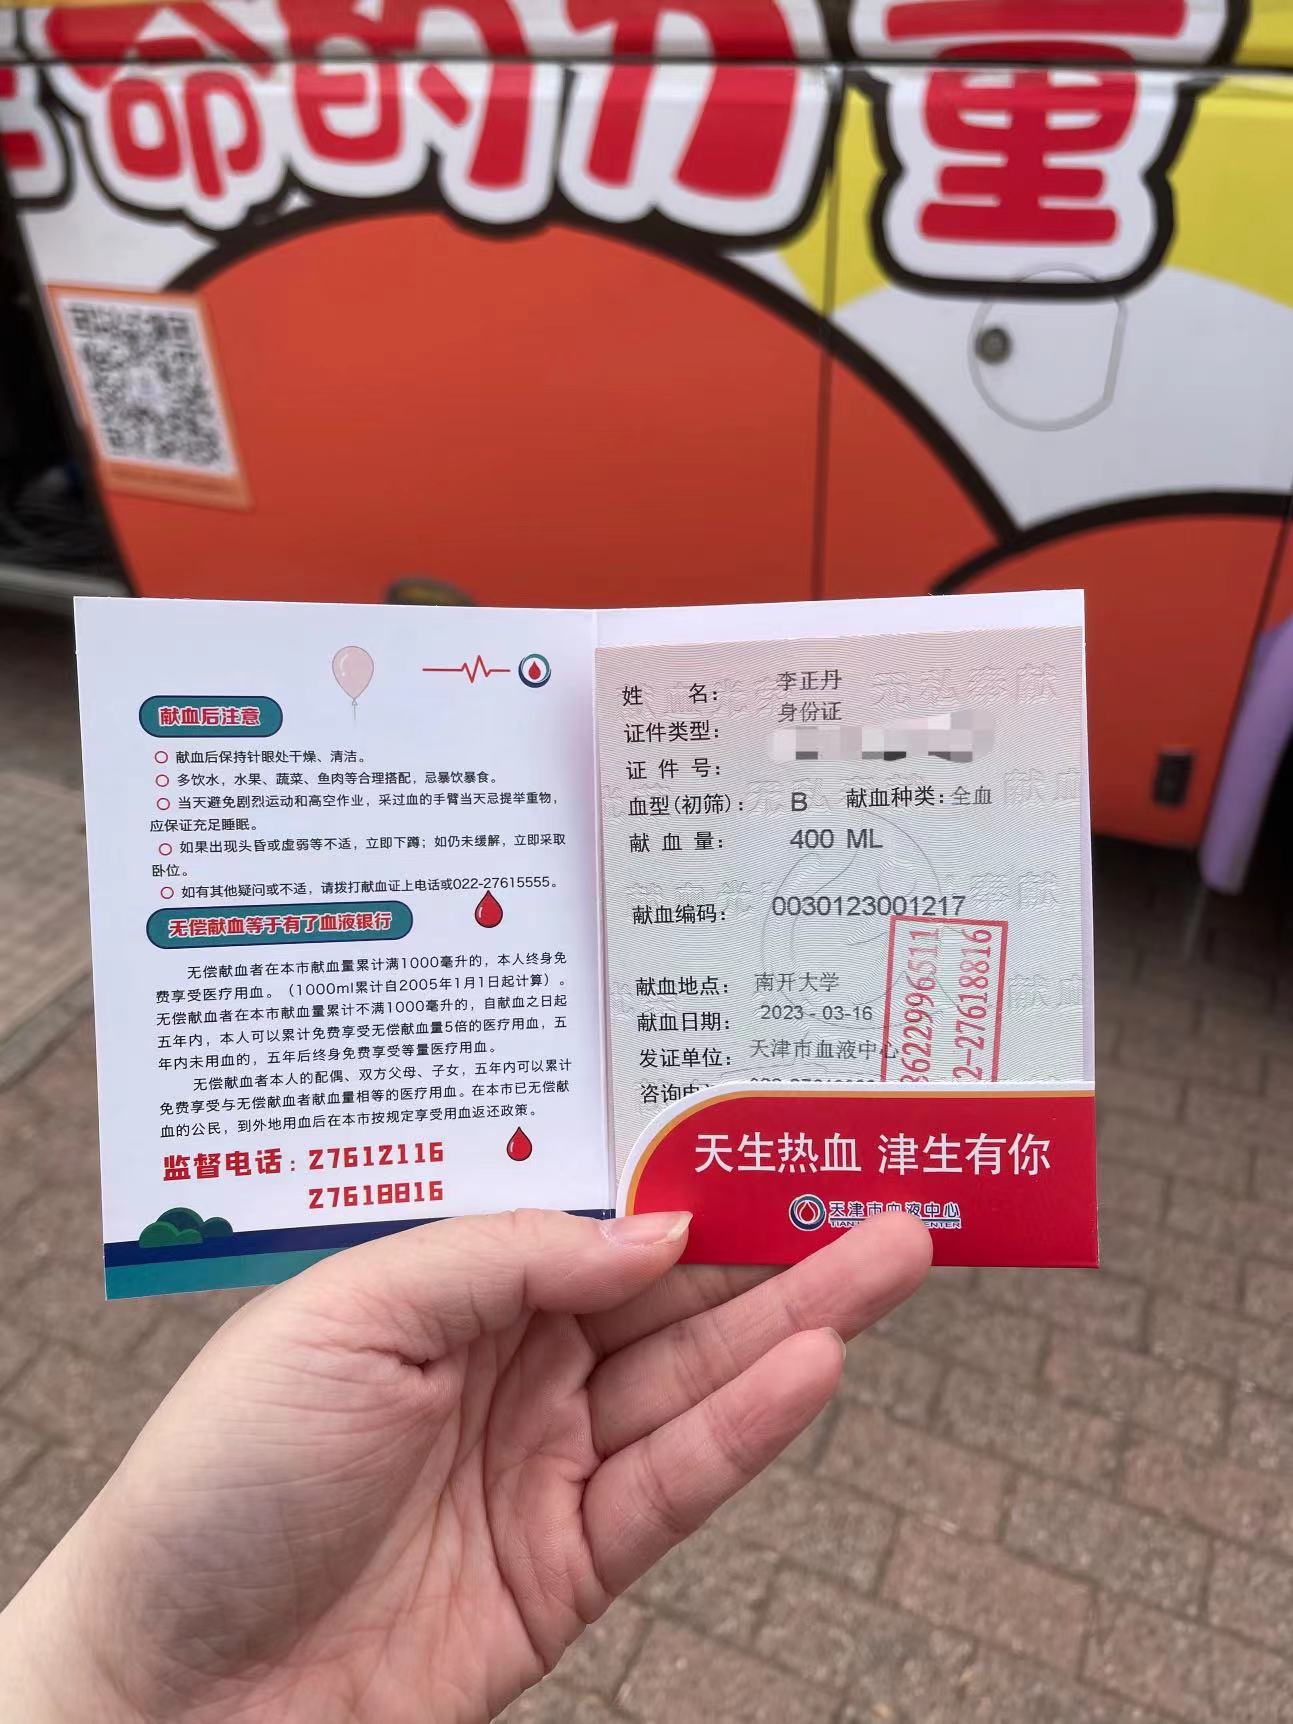 生命的力量
献血后注意
献血后保持针眼处干燥、清洁。
多饮水，水果、蔬菜、鱼肉等合理搭配，忌暴饮暴食。
当天避免剧烈运动和高空作业，采过血的手臂当天忌提举重物，
应保证充足睡眠。
如果出现头昏或虚弱等不适，立即下蹲；如仍未缓解，立即采取
卧位。
如有其他疑问或不适，请拨打献血证上电话或022-27615555。
无偿献血等于有了血液银行
无偿献血者在本市献血量累计满1000毫升的，本人终身免
费享受医疗用血。（1000ml累计自2005年1月1日起计算）。
无偿献血者在本市献血量累计不满1000毫升的，自献血之日起
五年内，本人可以累计免费享受无偿献血量5倍的医疗用血，五
年内未用血的，五年后终身免费享受等量医疗用血。
无偿献血者本人的配偶、双方父母、子女，五年内可以累计
免费享受与无偿献血者献血量相等的医疗用血。在本市已无偿献
血的公民，到外地用血后在本市按规定享受用血返还政策。
监督电话：27612116
27618816
姓 名： 李正丹
证件类型： 身份证
证 件 号：
血型(初筛)： B 献血种类：全血
献 血 量： 400 ML
献血编码： 0030123001217
献血地点： 南开大学
献血日期： 2023-03-16
发证单位： 天津市血液中心
咨询
3622996511
2-27618816
天生热血 津生有你
天津市血液中心